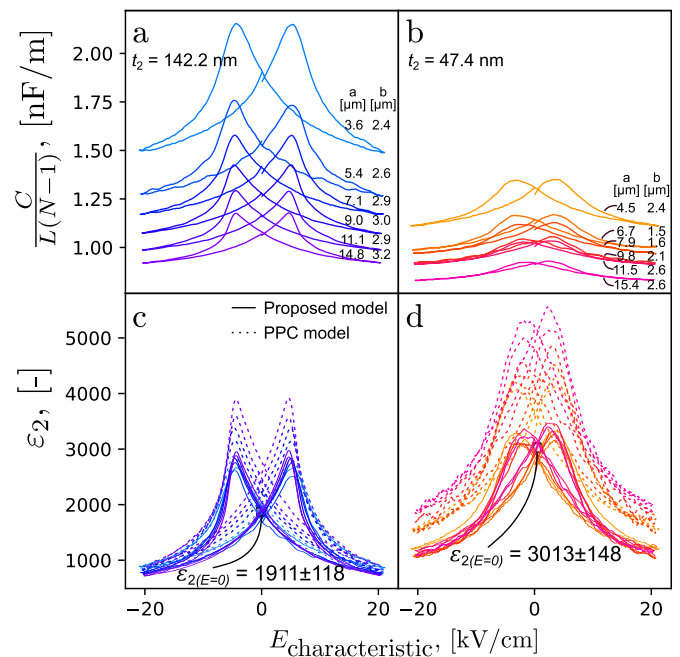 a
t₂ = 142.2 nm
a b
[μm] [μm]
3.6 2.4
5.4 2.6
7.1 2.9
9.0 3.0
11.1 2.9
14.8 3.2
b
t₂ = 47.4 nm
a b
[μm] [μm]
4.5 2.4
6.7 1.5
7.9 1.6
9.8 2.1
11.5 2.6
15.4 2.6
C/L(N−1), [nF/m]
2.00
1.75
1.50
1.25
1.00
c
Proposed model
PPC model
ε₂(E=0) = 1911±118
d
ε₂(E=0) = 3013±148
ε₂, [-]
5000
4000
3000
2000
1000
−20 0 20
−20 0 20
E_characteristic, [kV/cm]